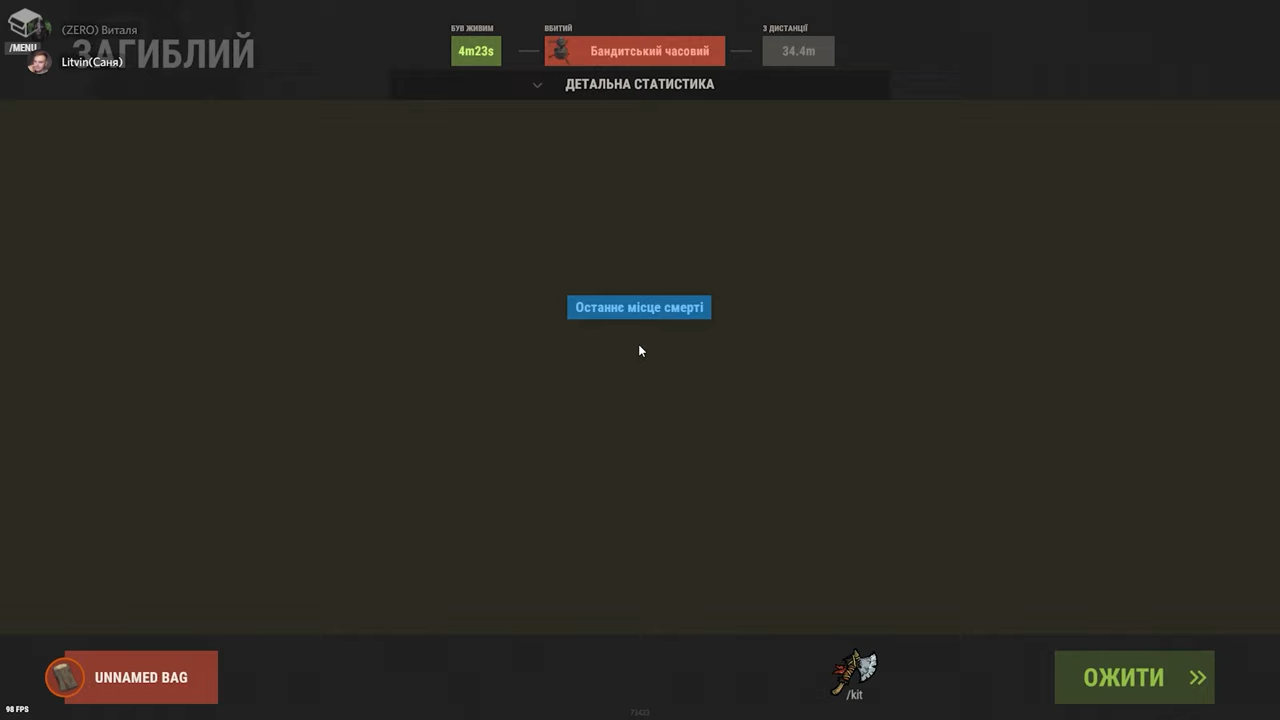 (ZERO) Виталя
/MENU
ЗАГИБЛИЙ
Litvin(Саня)
БУВ ЖИВИМ
4m23s
ВБИТИЙ
Бандитський часовий
З ДИСТАНЦІЇ
34.4m
ДЕТАЛЬНА СТАТИСТИКА
Останнє місце смерті
UNNAMED BAG
/kit
ОЖИТИ
98 FPS